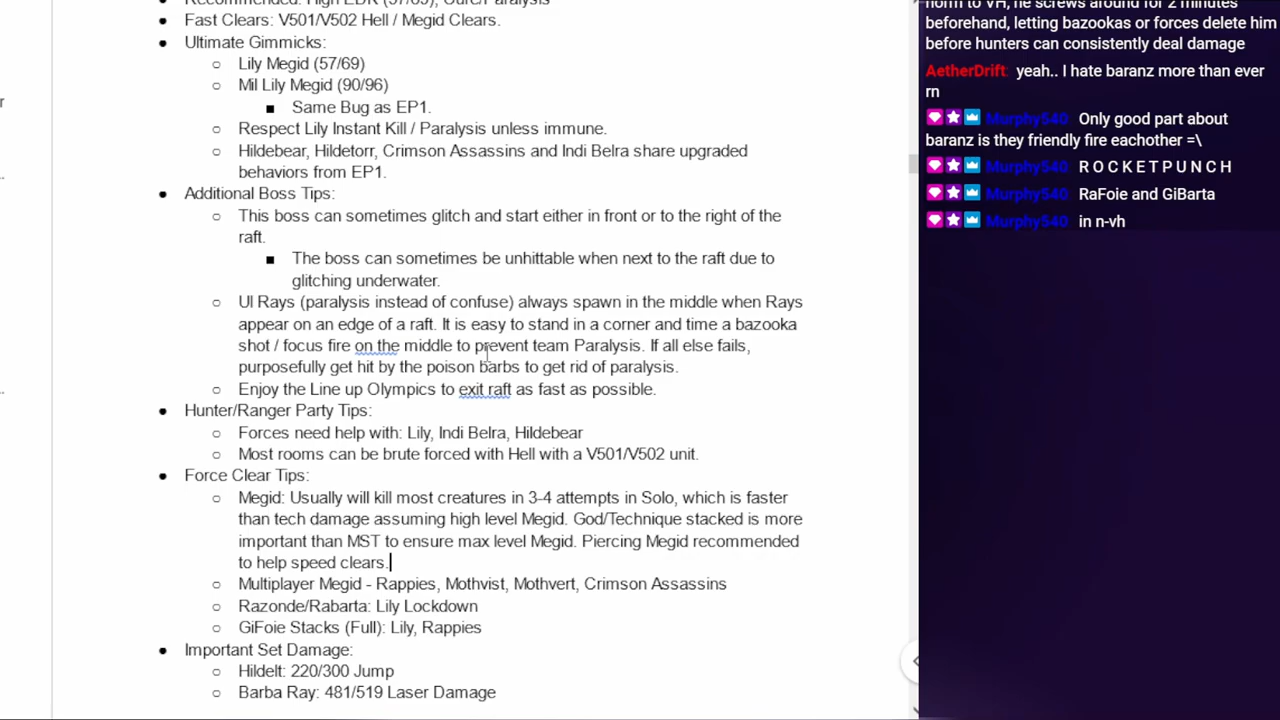 Fast Clears: V501/V502 Hell / Megid Clears.
Ultimate Gimmicks:
Lily Megid (57/69)
Mil Lily Megid (90/96)
Same Bug as EP1.
Respect Lily Instant Kill / Paralysis unless immune.
Hildebear, Hildetorr, Crimson Assassins and Indi Belra share upgraded
behaviors from EP1.
Additional Boss Tips:
This boss can sometimes glitch and start either in front or to the right of the
raft.
The boss can sometimes be unhittable when next to the raft due to
glitching underwater.
Ul Rays (paralysis instead of confuse) always spawn in the middle when Rays
appear on an edge of a raft. It is easy to stand in a corner and time a bazooka
shot / focus fire on the middle to prevent team Paralysis. If all else fails,
purposefully get hit by the poison barbs to get rid of paralysis.
Enjoy the Line up Olympics to exit raft as fast as possible.
Hunter/Ranger Party Tips:
Forces need help with: Lily, Indi Belra, Hildebear
Most rooms can be brute forced with Hell with a V501/V502 unit.
Force Clear Tips:
Megid: Usually will kill most creatures in 3-4 attempts in Solo, which is faster
than tech damage assuming high level Megid. God/Technique stacked is more
important than MST to ensure max level Megid. Piercing Megid recommended
to help speed clears.
Multiplayer Megid - Rappies, Mothvist, Mothvert, Crimson Assassins
Razonde/Rabarta: Lily Lockdown
GiFoie Stacks (Full): Lily, Rappies
Important Set Damage:
Hildelt: 220/300 Jump
Barba Ray: 481/519 Laser Damage
norm to VH, he screws around for 2 minutes
beforehand, letting bazookas or forces delete him
before hunters can consistently deal damage
AetherDrift: yeah.. I hate baranz more than ever
rn
Murphy540: Only good part about
baranz is they friendly fire eachother =\
Murphy540: R O C K E T P U N C H
Murphy540: RaFoie and GiBarta
Murphy540: in n-vh